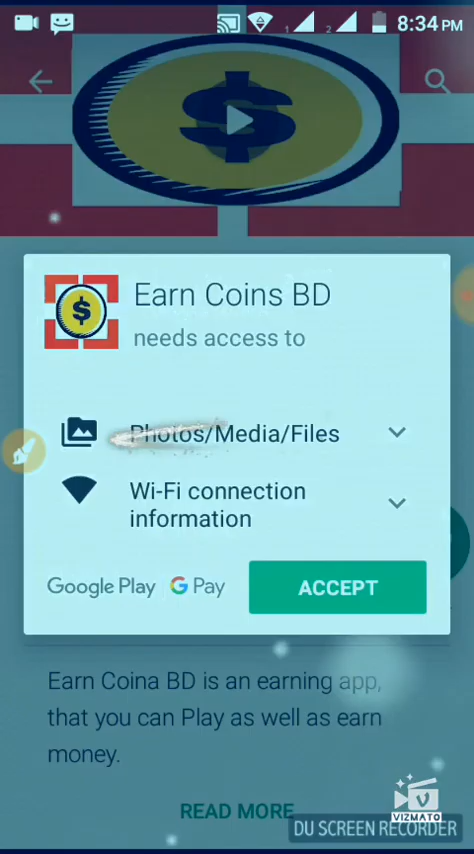 8:34 PM
1 2
$
Earn Coins BD
needs access to
Photos/Media/Files
Wi-Fi connection
information
Google Play G Pay
ACCEPT
Earn Coina BD is an earning app,
that you can Play as well as earn
money.
READ MORE
V
VIZMATO
DU SCREEN RECORDER